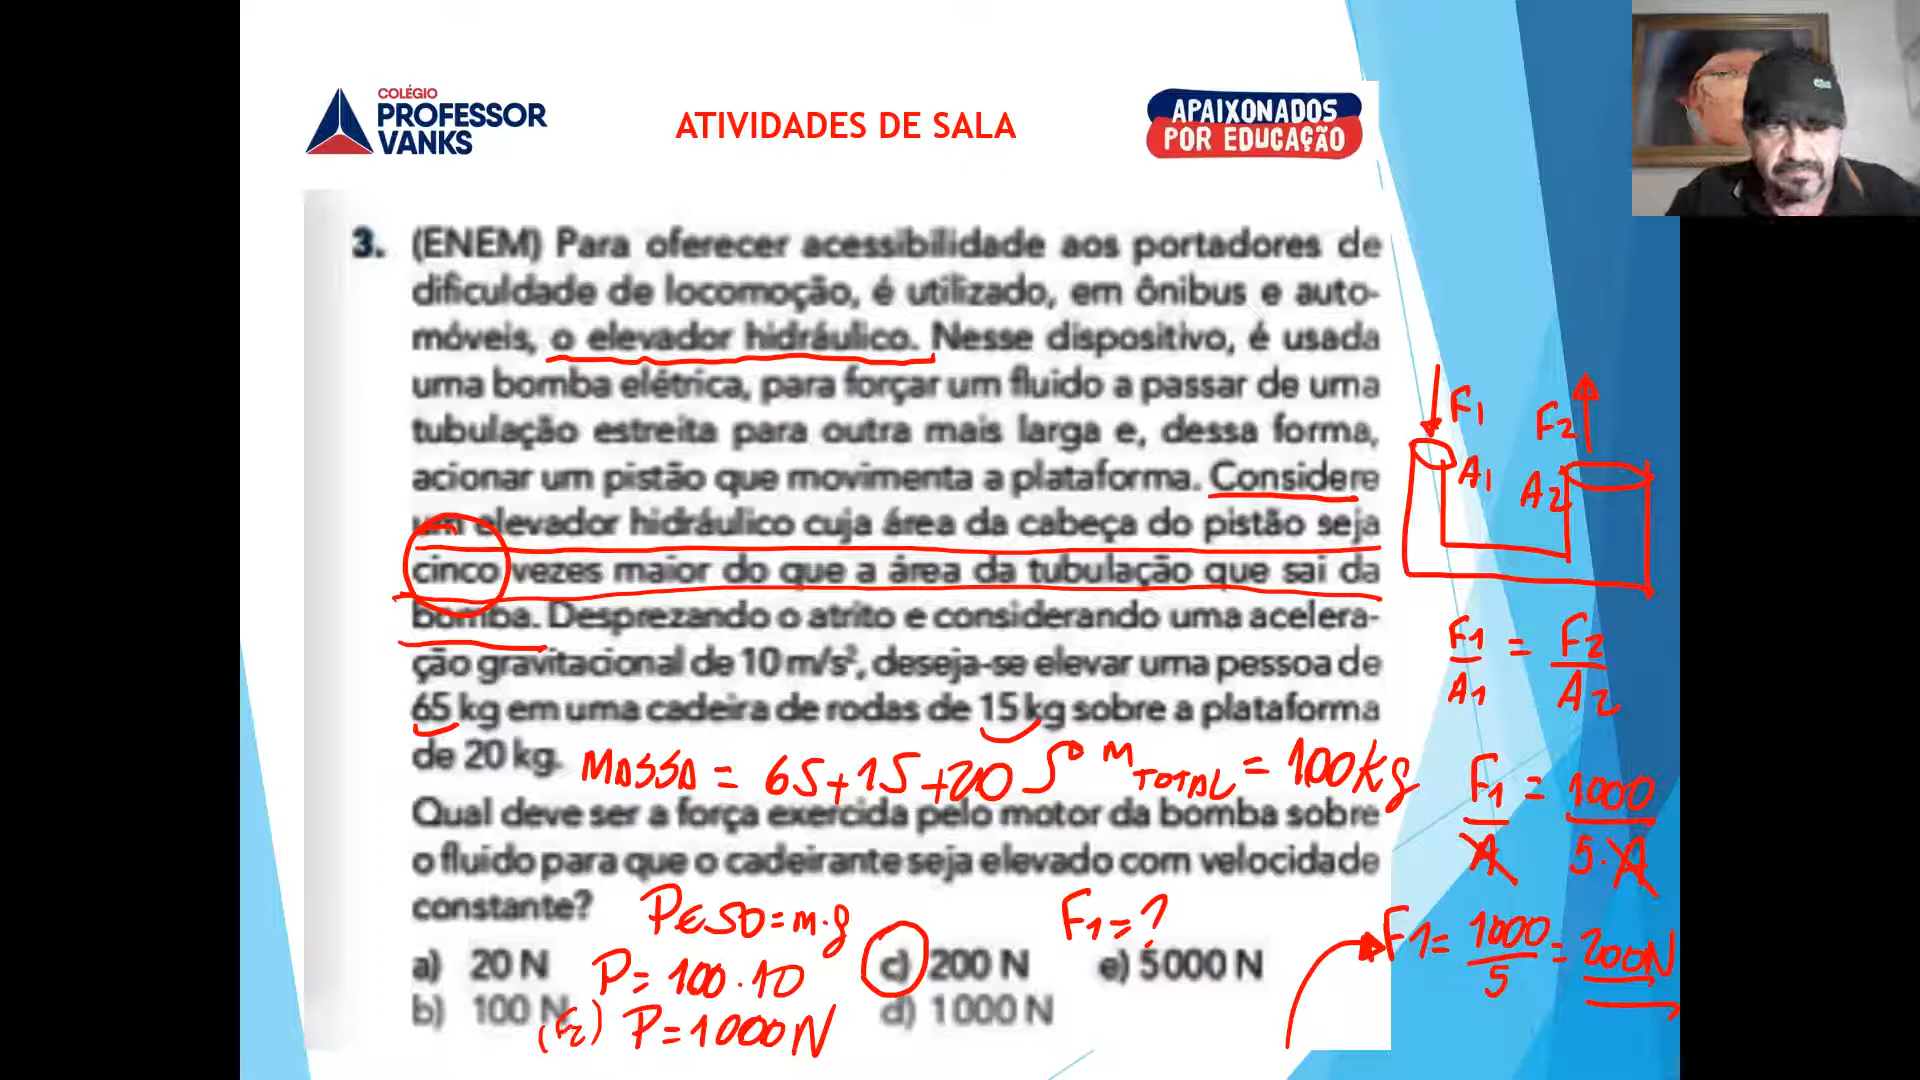 COLÉGIO
PROFESSOR
VANKS
ATIVIDADES DE SALA
APAIXONADOS
POR EDUCAÇÃO
3. (ENEM) Para oferecer acessibilidade aos portadores de
dificuldade de locomoção, é utilizado, em ônibus e auto-
móveis, o elevador hidráulico. Nesse dispositivo, é usada
uma bomba elétrica, para forçar um fluido a passar de uma
tubulação estreita para outra mais larga e, dessa forma,
acionar um pistão que movimenta a plataforma. Considere
um elevador hidráulico cuja área da cabeça do pistão seja
cinco vezes maior do que a área da tubulação que sai da
bomba. Desprezando o atrito e considerando uma acelera-
ção gravitacional de 10 m/s², deseja-se elevar uma pessoa de
65 kg em uma cadeira de rodas de 15 kg sobre a plataforma
de 20 kg.
MASSA = 65+15+20 M TOTAL = 100kg
Qual deve ser a força exercida pelo motor da bomba sobre
o fluido para que o cadeirante seja elevado com velocidade
constante?
PESO = m.g
F1 = ?
a) 20 N
c) 200 N
e) 5000 N
P = 100 . 10
b) 100 N
d) 1000 N
(F2) P = 1000N
F1
F2
A1
A2
F1/A1 = F2/A2
F1/A = 1000/5.A
F1 = 1000/5 = 200N